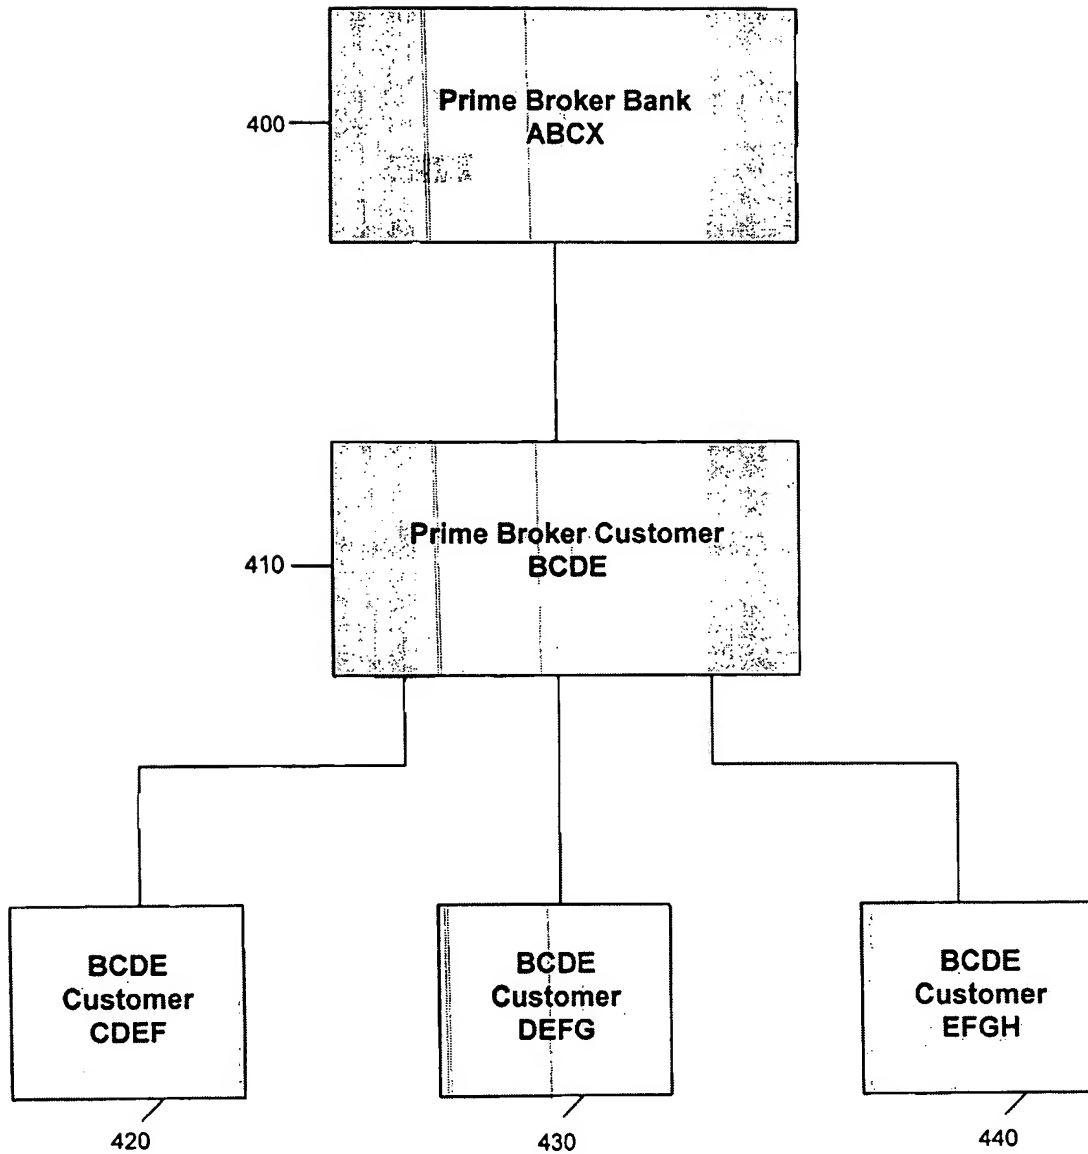 Prime Broker Bank
ABCX
400
Prime Broker Customer
BCDE
410
BCDE
Customer
CDEF
BCDE
Customer
DEFG
BCDE
Customer
EFGH
420
430
440